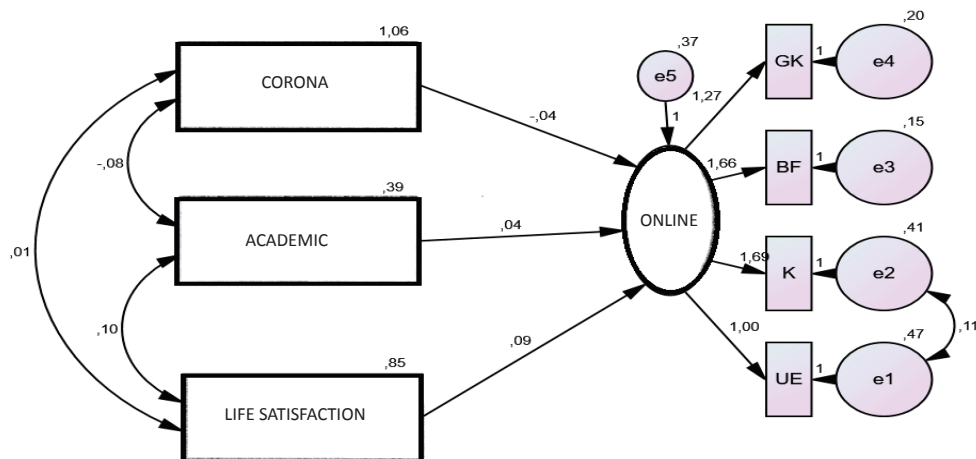 1,06
CORONA
-,04
-,08
,39
ACADEMIC
,04
,01
,10
,85
LIFE SATISFACTION
,09
,37
e5
1
ONLINE
1,27
GK
1
,20
e4
1,66
BF
1
,15
e3
1,69
K
1
,41
e2
,11
1,00
UE
1
,47
e1